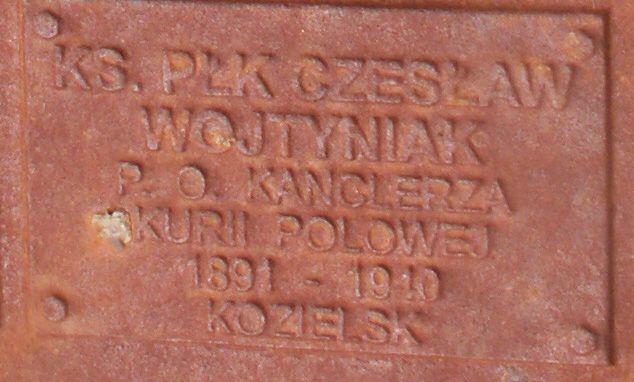 KS. PŁK CZESŁAW
WOJTYNIAK
P. O. KANCLERZA
KURII POLOWEJ
1891 - 1940
KOZIELSK